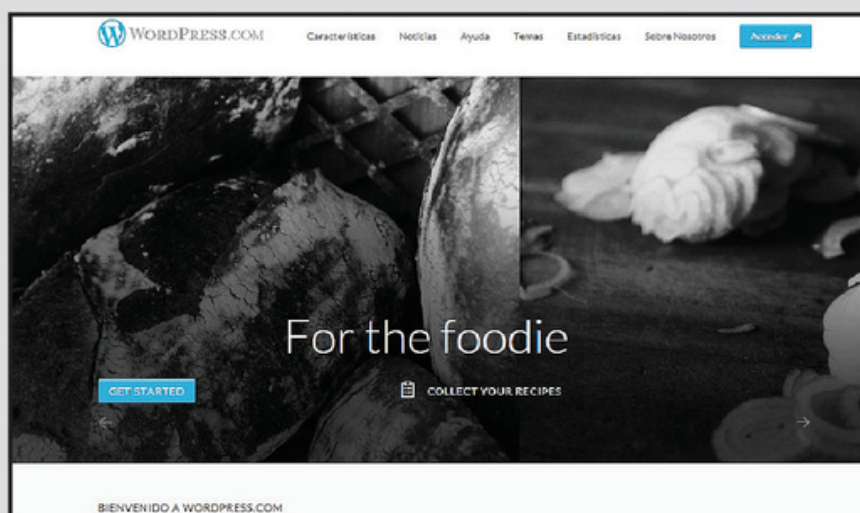 WORDPRESS.COM Características Noticias Ayuda Temas Estadísticas Sobre Nosotros Acceder
For the foodie
GET STARTED COLLECT YOUR RECIPES
BIENVENIDO A WORDPRESS.COM